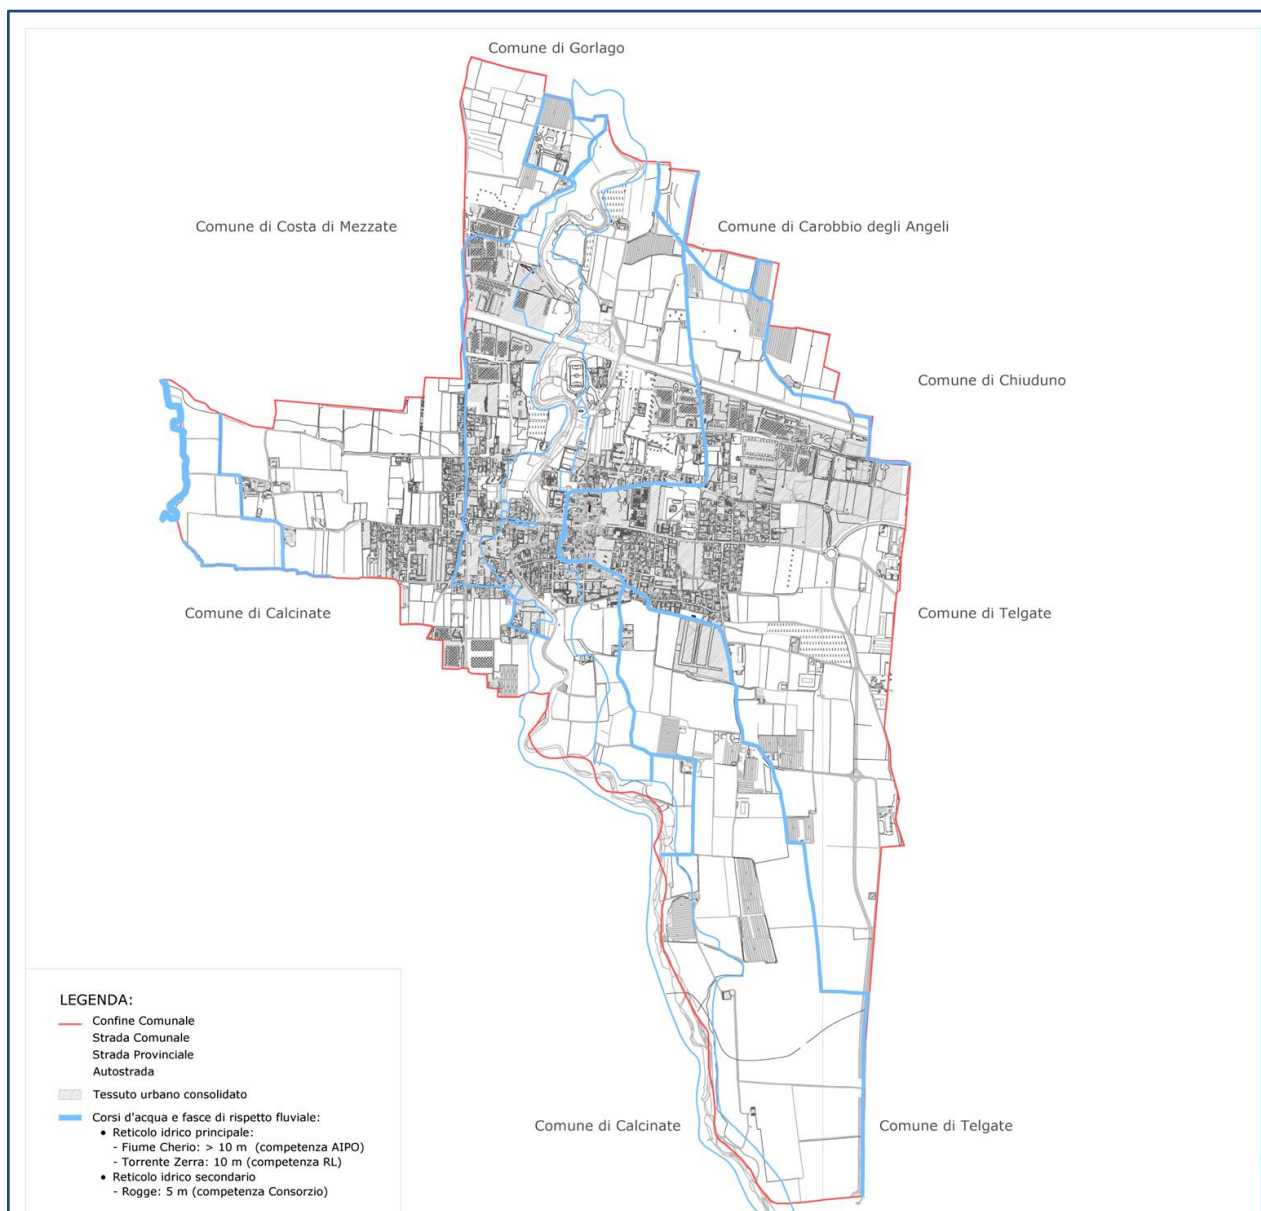 Comune di Gorlago
Comune di Costa di Mezzate
Comune di Carobbio degli Angeli
Comune di Chiuduno
Comune di Calcinate
Comune di Telgate
Comune di Calcinate
Comune di Telgate
LEGENDA:
Confine Comunale
Strada Comunale
Strada Provinciale
Autostrada
Tessuto urbano consolidato
Corsi d'acqua e fasce di rispetto fluviale:
• Reticolo idrico principale:
- Fiume Cherio: > 10 m (competenza AIPO)
- Torrente Zerra: 10 m (competenza RL)
• Reticolo idrico secondario
- Rogge: 5 m (competenza Consorzio)